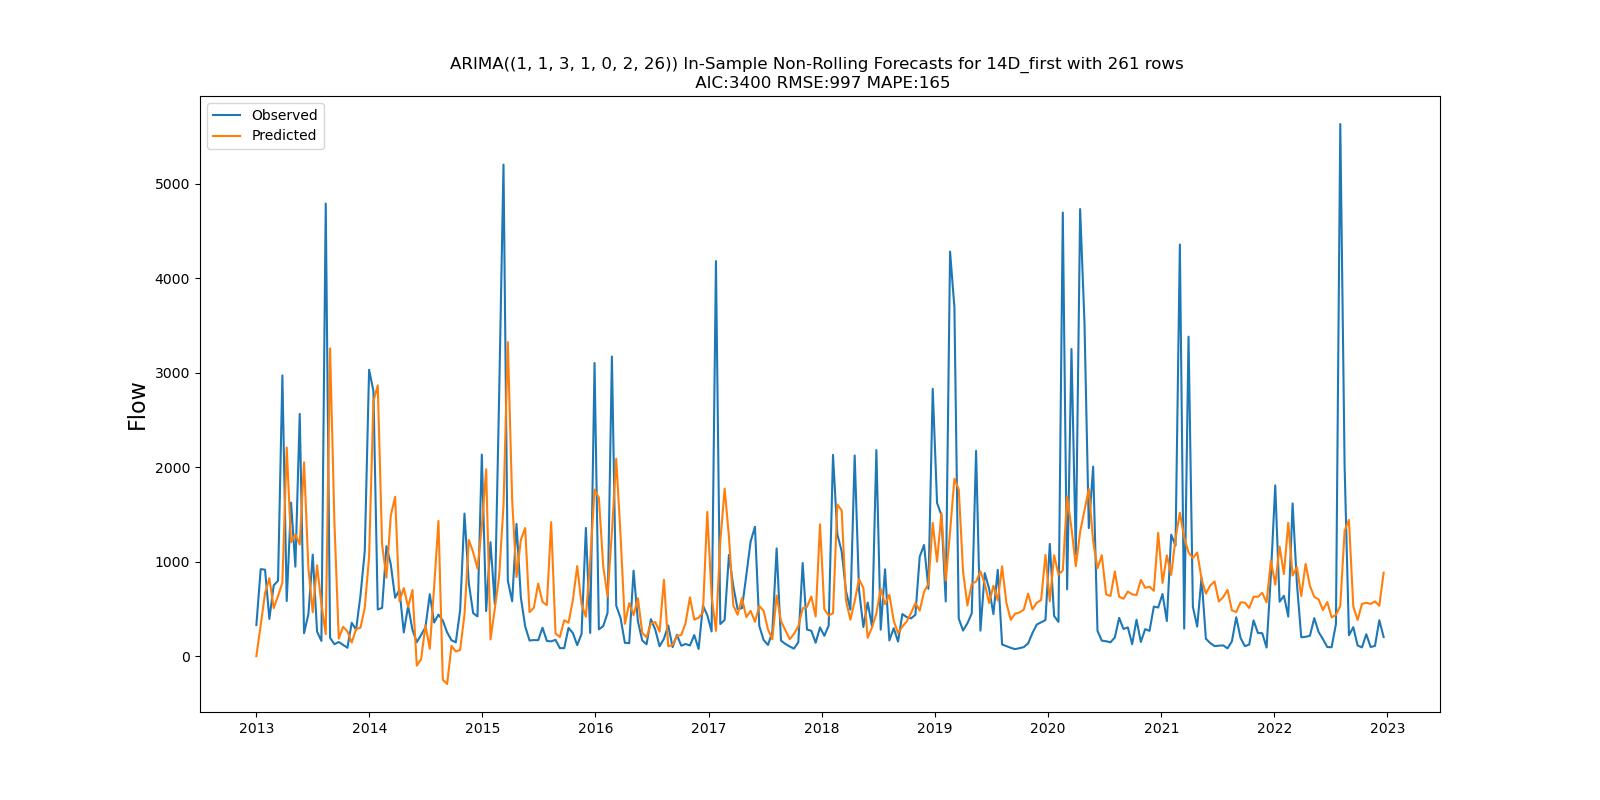 ARIMA((1, 1, 3, 1, 0, 2, 26)) In-Sample Non-Rolling Forecasts for 14D_first with 261 rows
AIC:3400 RMSE:997 MAPE:165
Observed
Predicted
Flow
5000
4000
3000
2000
1000
0
2013 2014 2015 2016 2017 2018 2019 2020 2021 2022 2023